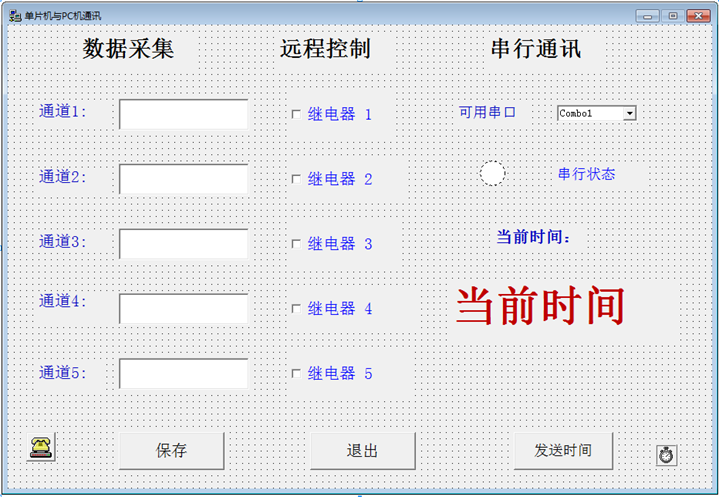 单片机与PC机通讯
数据采集 远程控制 串行通讯
通道1: 继电器 1 可用串口 Combo1
通道2: 继电器 2 串行状态
通道3: 继电器 3 当前时间:
通道4: 继电器 4 当前时间
通道5: 继电器 5
保存 退出 发送时间